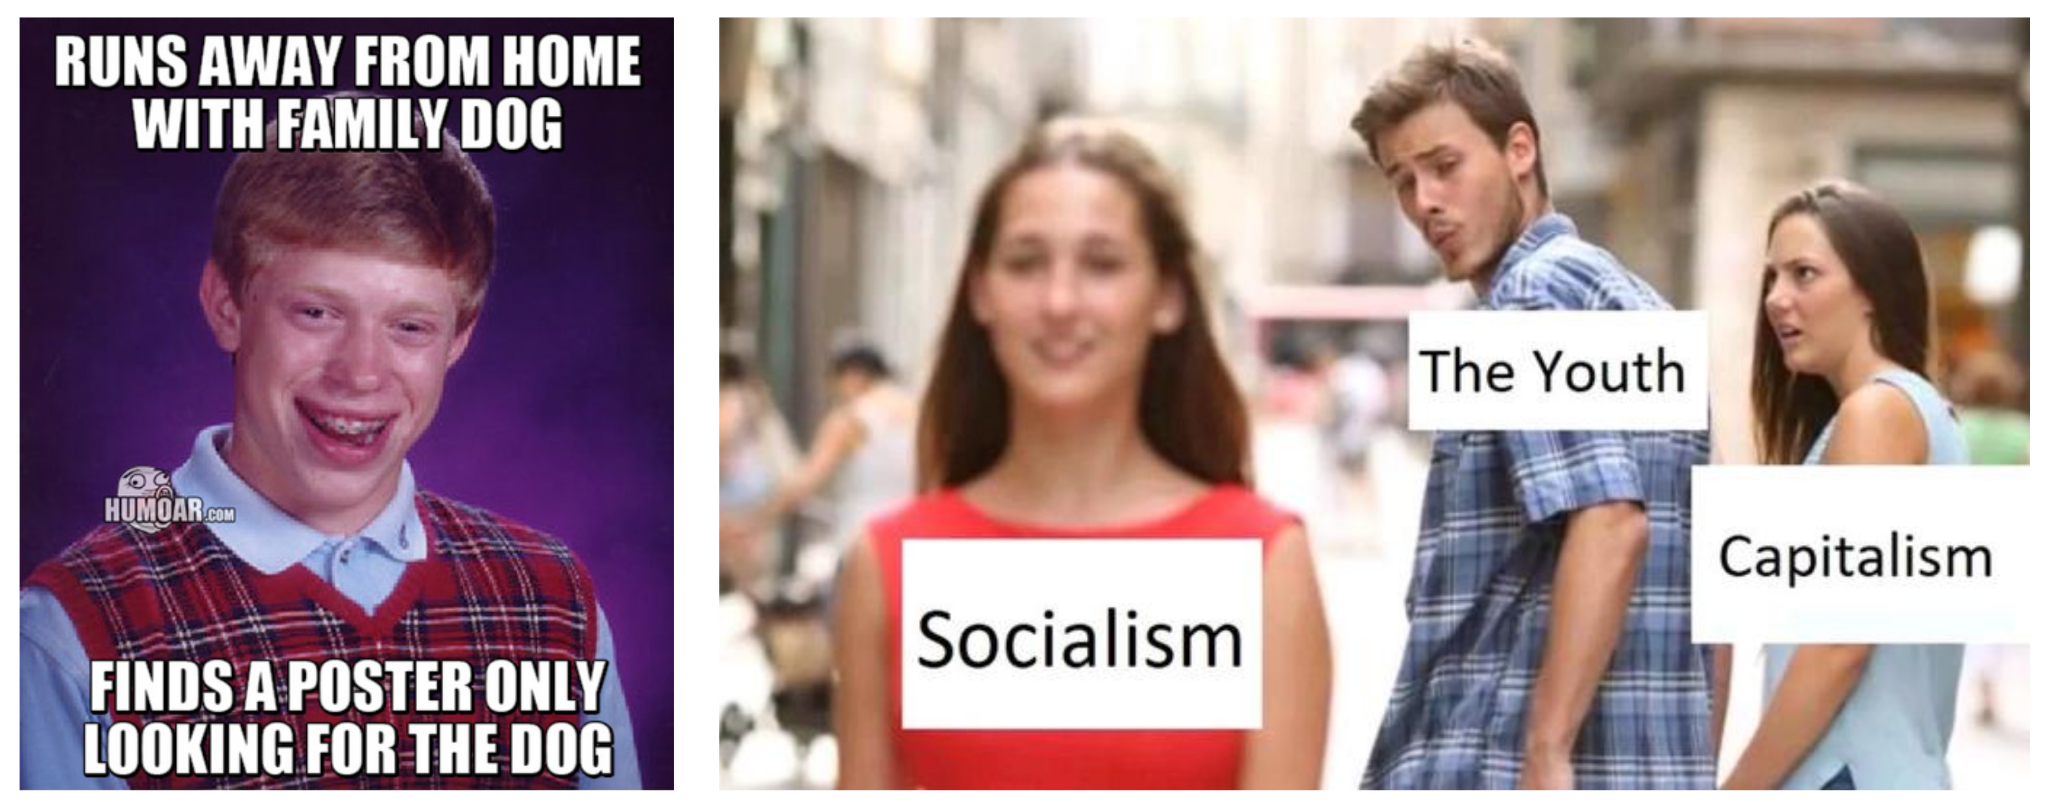 RUNS AWAY FROM HOME
WITH FAMILY DOG
HUMOAR.COM
FINDS A POSTER ONLY
LOOKING FOR THE DOG
The Youth
Capitalism
Socialism